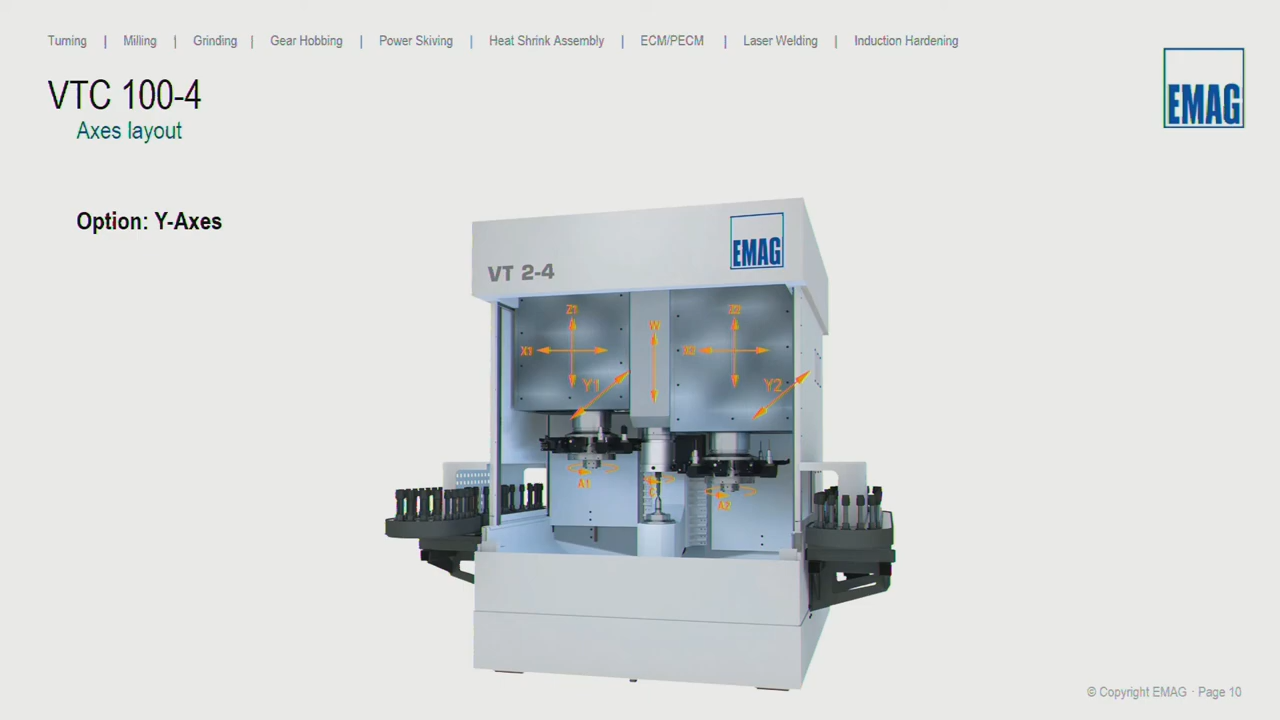 Turning | Milling | Grinding | Gear Hobbing | Power Skiving | Heat Shrink Assembly | ECM/PECM | Laser Welding | Induction Hardening
VTC 100-4
Axes layout
EMAG
Option: Y-Axes
EMAG
VT 2-4
Z1
W
X1
Y1
Y2
A1
C
A2
© Copyright EMAG · Page 10